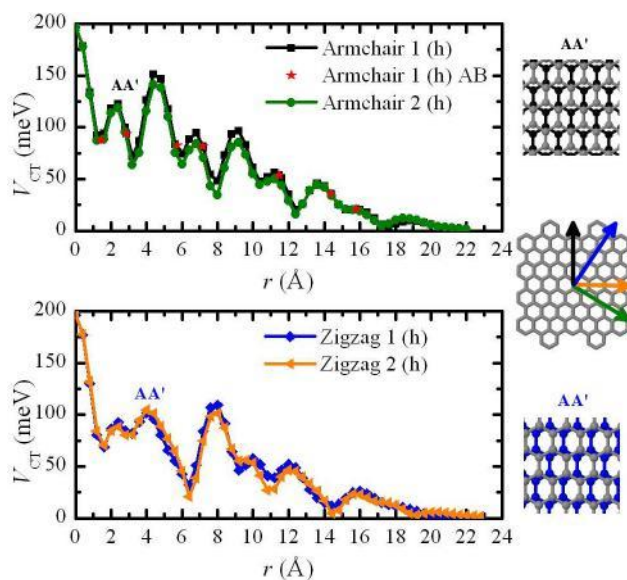 200
150
100
50
0
V_CT (meV)
AA'
Armchair 1 (h)
Armchair 1 (h) AB
Armchair 2 (h)
0 2 4 6 8 10 12 14 16 18 20 22 24
r (Å)
AA'
200
150
100
50
0
V_CT (meV)
AA'
Zigzag 1 (h)
Zigzag 2 (h)
0 2 4 6 8 10 12 14 16 18 20 22 24
r (Å)
AA'